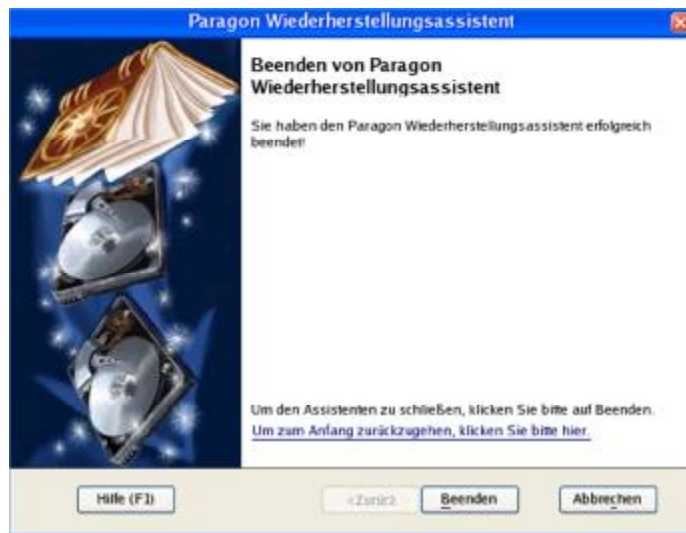 Paragon Wiederherstellungsassistent
Beenden von Paragon
Wiederherstellungsassistent
Sie haben den Paragon Wiederherstellungsassistent erfolgreich
beendet!
Um den Assistenten zu schließen, klicken Sie bitte auf Beenden.
Um zum Anfang zurückzugehen, klicken Sie bitte hier.
Hilfe (F1)
<Zurück
Beenden
Abbrechen